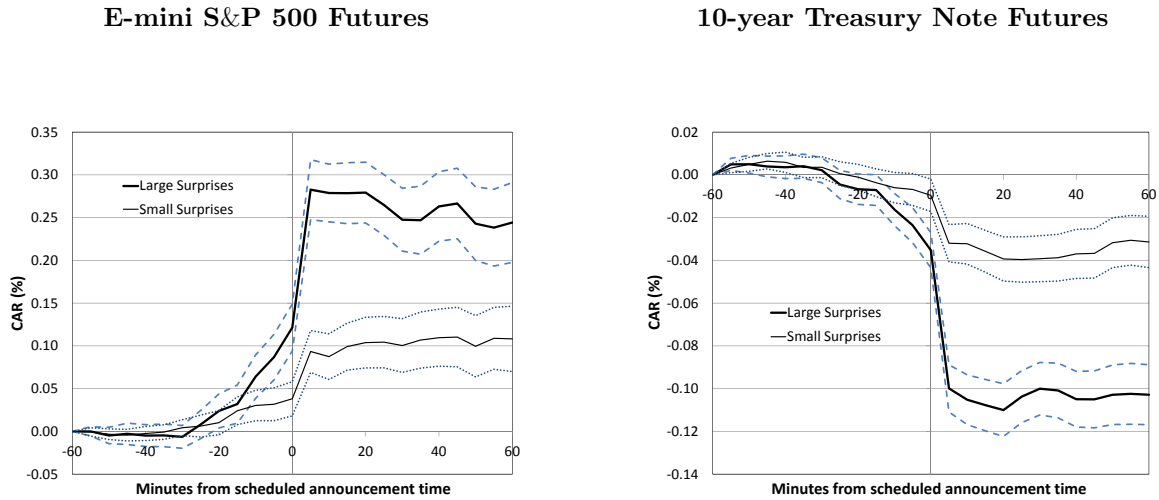 E-mini S&P 500 Futures
0.35
0.30
0.25
0.20
0.15
0.10
0.05
0.00
-0.05
CAR (%)
Large Surprises
Small Surprises
-60 -40 -20 0 20 40 60
Minutes from scheduled announcement time
10-year Treasury Note Futures
0.02
0.00
-0.02
-0.04
-0.06
-0.08
-0.10
-0.12
-0.14
CAR (%)
-60 -40 -20 0 20 40 60
Large Surprises
Small Surprises
Minutes from scheduled announcement time